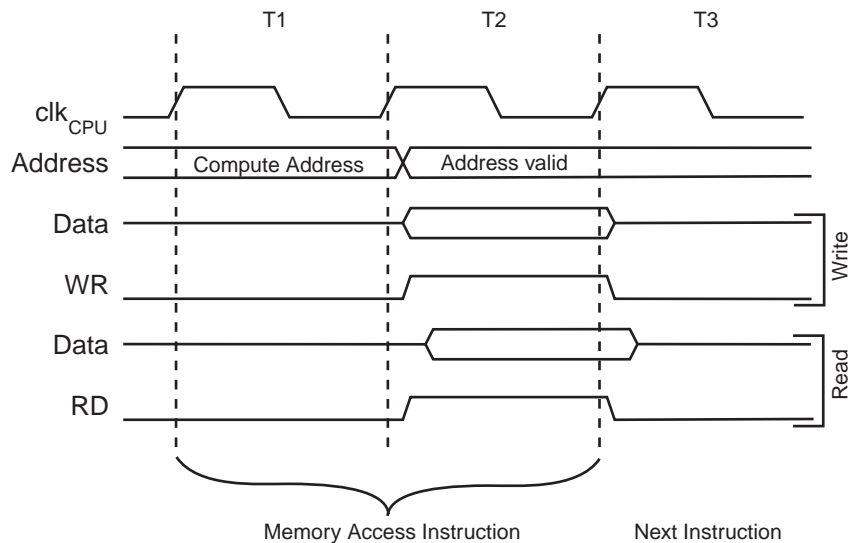 T1 T2 T3
clkCPU
Address Compute Address Address valid
Data
WR
Write
Data
RD
Read
Memory Access Instruction Next Instruction